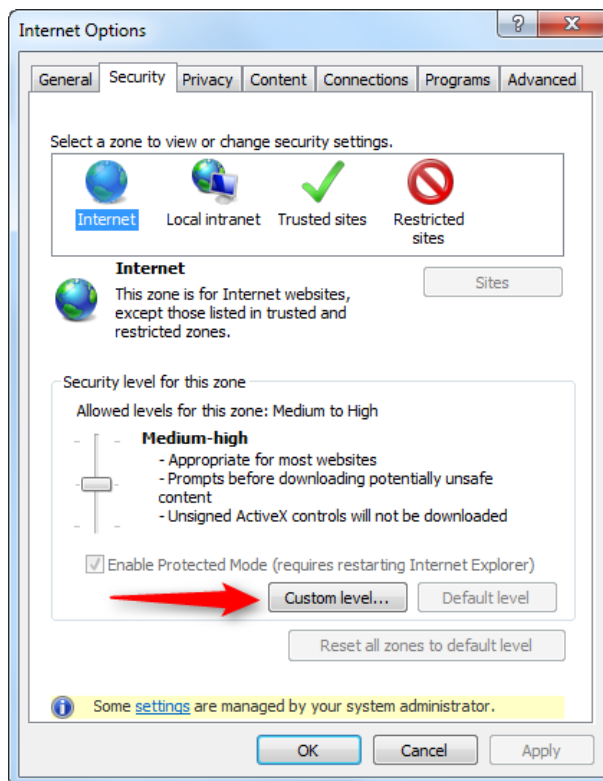 Internet Options
General Security Privacy Content Connections Programs Advanced
Select a zone to view or change security settings.
Internet Local intranet Trusted sites Restricted
sites
Internet
This zone is for Internet websites,
except those listed in trusted and
restricted zones.
Sites
Security level for this zone
Allowed levels for this zone: Medium to High
Medium-high
- Appropriate for most websites
- Prompts before downloading potentially unsafe
content
- Unsigned ActiveX controls will not be downloaded
Enable Protected Mode (requires restarting Internet Explorer)
Custom level... Default level
Reset all zones to default level
Some settings are managed by your system administrator.
OK Cancel Apply